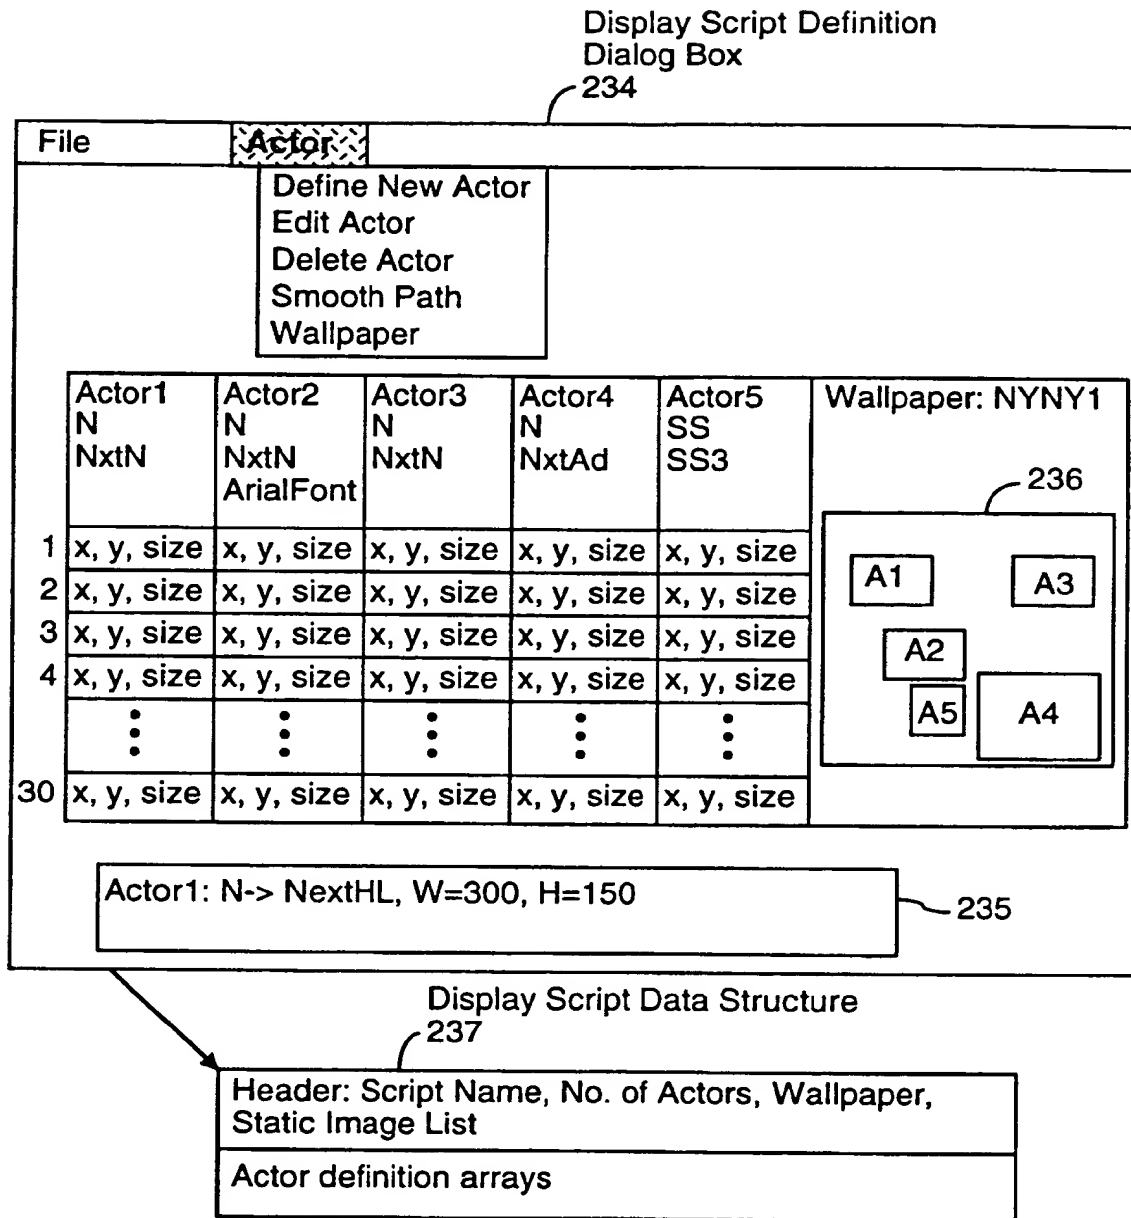 Display Script Definition
Dialog Box
234
File Actor
Define New Actor
Edit Actor
Delete Actor
Smooth Path
Wallpaper
Actor1 Actor2 Actor3 Actor4 Actor5 Wallpaper: NYNY1
N N N N SS
NxtN NxtN NxtN NxtAd SS3
ArialFont
236
1 x, y, size x, y, size x, y, size x, y, size x, y, size
2 x, y, size x, y, size x, y, size x, y, size x, y, size
3 x, y, size x, y, size x, y, size x, y, size x, y, size
4 x, y, size x, y, size x, y, size x, y, size x, y, size
30 x, y, size x, y, size x, y, size x, y, size x, y, size
A1 A3
A2
A5 A4
Actor1: N-> NextHL, W=300, H=150
235
Display Script Data Structure
237
Header: Script Name, No. of Actors, Wallpaper,
Static Image List
Actor definition arrays